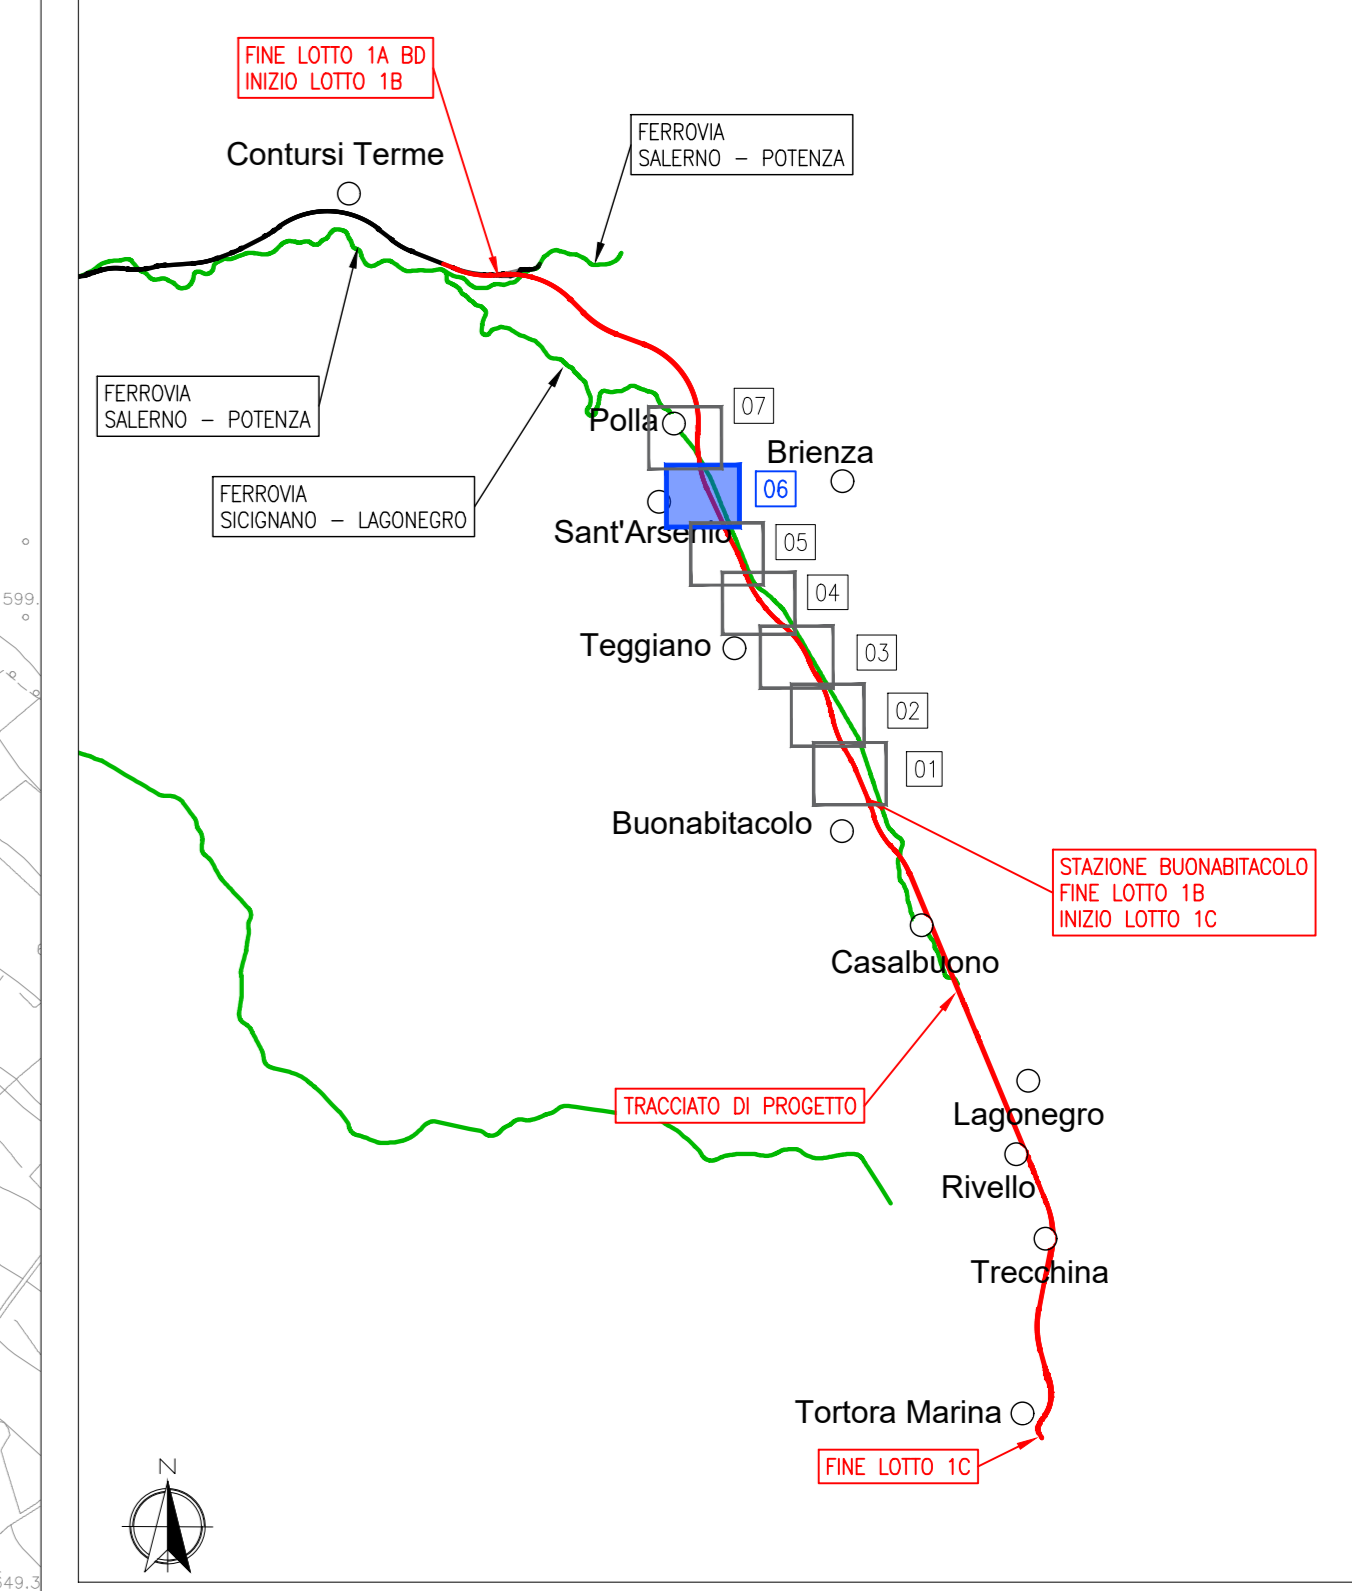 FINE LOTTO 1A BD
INIZIO LOTTO 1B
FERROVIA
SALERNO – POTENZA
Contursi Terme
FERROVIA
SALERNO – POTENZA
07
Polla
Brienza
06
FERROVIA
SICIGNANO – LAGONEGRO
Sant'Arsenio
05
04
599.
Teggiano
03
02
01
Buonabitacolo
STAZIONE BUONABITACOLO
FINE LOTTO 1B
INIZIO LOTTO 1C
Casalbuono
TRACCIATO DI PROGETTO
Lagonegro
Rivello
Trecchina
Tortora Marina
FINE LOTTO 1C
N
549.3